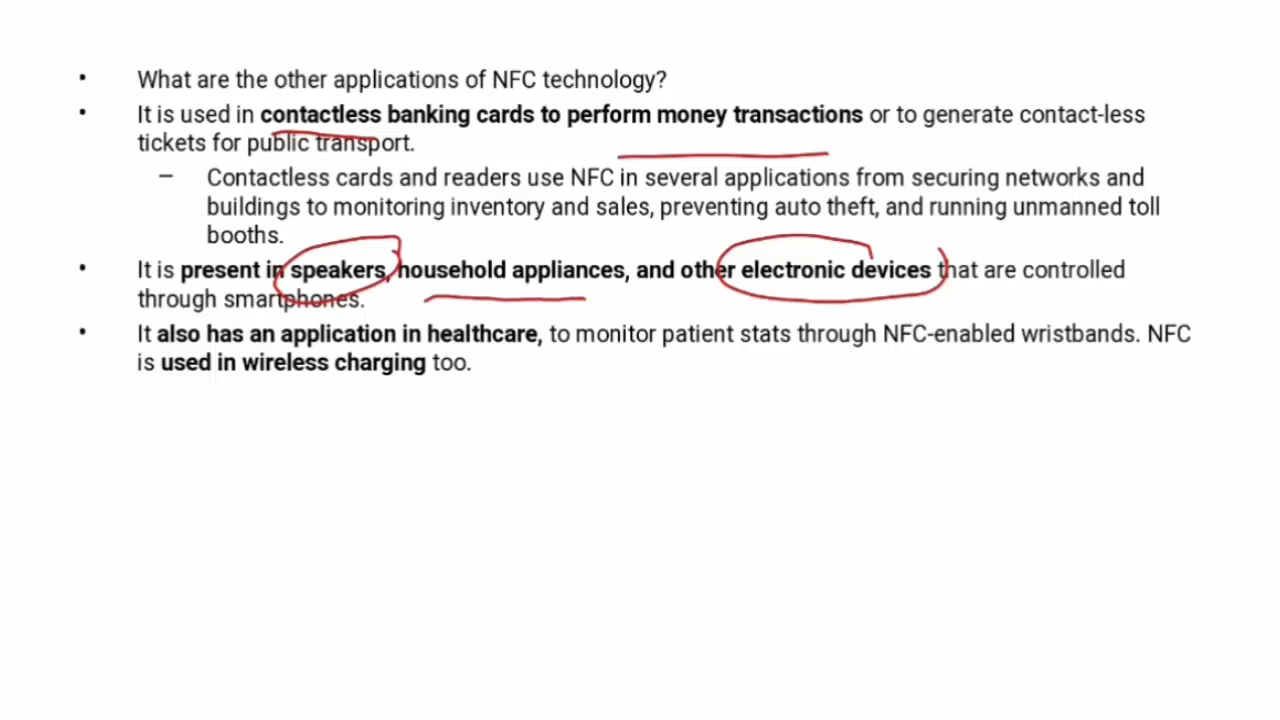 • What are the other applications of NFC technology?
• It is used in contactless banking cards to perform money transactions or to generate contact-less
tickets for public transport.
– Contactless cards and readers use NFC in several applications from securing networks and
buildings to monitoring inventory and sales, preventing auto theft, and running unmanned toll
booths.
• It is present in speakers, household appliances, and other electronic devices that are controlled
through smartphones.
• It also has an application in healthcare, to monitor patient stats through NFC-enabled wristbands. NFC
is used in wireless charging too.